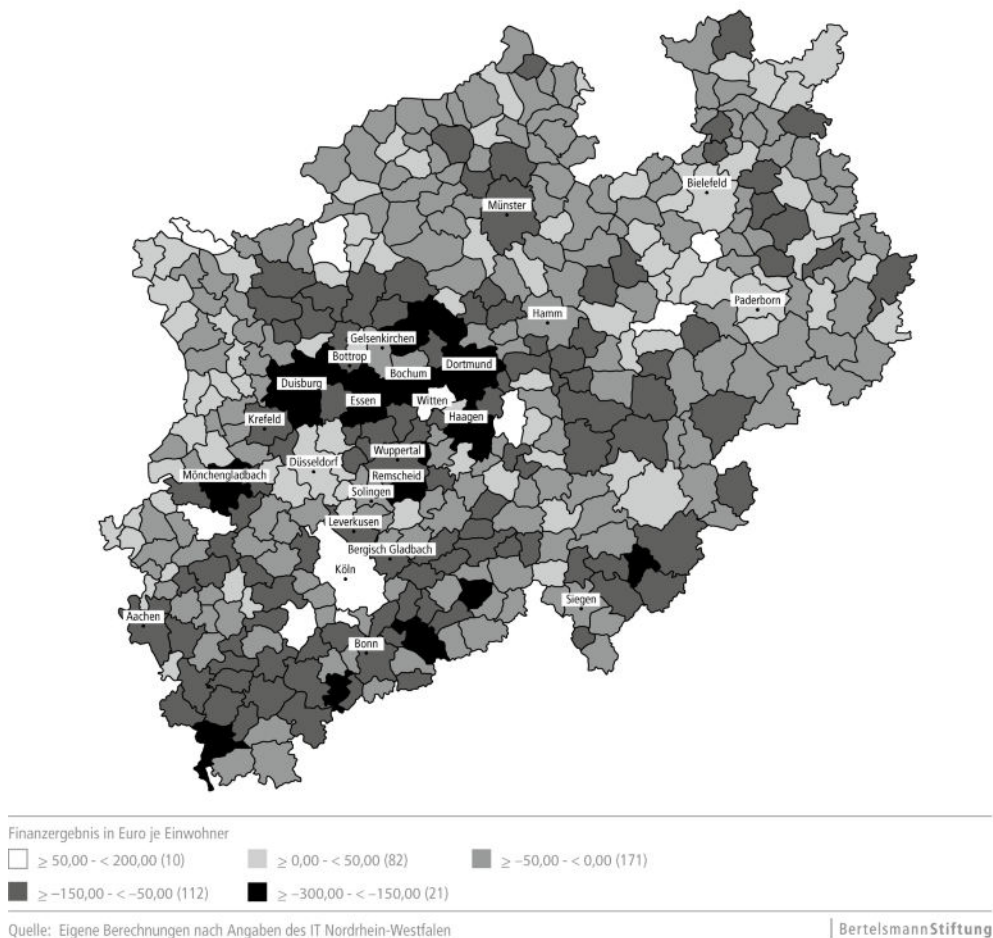 Bielefeld
Münster
Paderborn
Hamm
Gelsenkirchen
Bottrop
Dortmund
Bochum
Duisburg
Essen
Witten
Haagen
Krefeld
Wuppertal
Düsseldorf
Mönchengladbach
Remscheid
Solingen
Leverkusen
Bergisch Gladbach
Köln
Siegen
Aachen
Bonn
Finanzergebnis in Euro je Einwohner
≥ 50,00 - < 200,00 (10) ≥ 0,00 - < 50,00 (82) ≥ −50,00 - < 0,00 (171)
≥ −150,00 - < −50,00 (112) ≥ −300,00 - < −150,00 (21)
Quelle: Eigene Berechnungen nach Angaben des IT Nordrhein-Westfalen BertelsmannStiftung